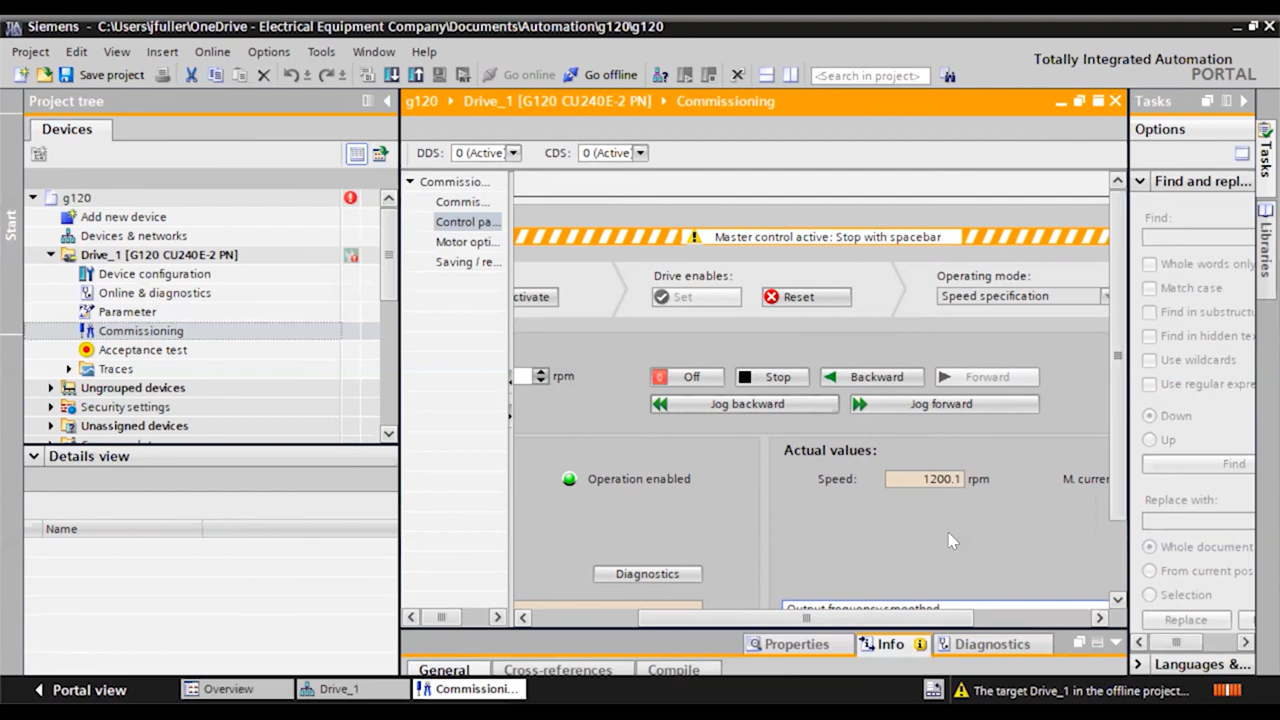 Siemens - C:\Users\jfuller\OneDrive - Electrical Equipment Company\Documents\Automation\g120\g120
Project Edit View Insert Online Options Tools Window Help
Totally Integrated Automation
PORTAL
Save project Go online Go offline <Search in project>
Project tree
g120 Drive_1 [G120 CU240E-2 PN] Commissioning
Tasks
Devices
Options
DDS: 0 (Active) CDS: 0 (Active)
Start
g120
Add new device
Devices & networks
Drive_1 [G120 CU240E-2 PN]
Device configuration
Online & diagnostics
Parameter
Commissioning
Acceptance test
Traces
Ungrouped devices
Security settings
Unassigned devices
Details view
Name
Commissio...
Commis...
Control pa...
Motor opti...
Saving / re...
Master control active: Stop with spacebar
Drive enables:
Operating mode:
ctivate Set Reset Speed specification
rpm
0 Off Stop Backward Forward
Jog backward Jog forward
Actual values:
Operation enabled
Speed: 1200.1 rpm M. curre
Diagnostics
Output frequency smoothed
Properties Info Diagnostics
General Cross-references Compile
Find and repl...
Find:
Whole words only
Match case
Find in substructu
Find in hidden te
Use wildcards
Use regular expre
Down
Up
Find
Replace with:
Whole document
From current pos
Selection
Replace
Languages &...
Tasks
Libraries
Portal view Overview Drive_1 Commissioni... The target Drive_1 in the offline project...